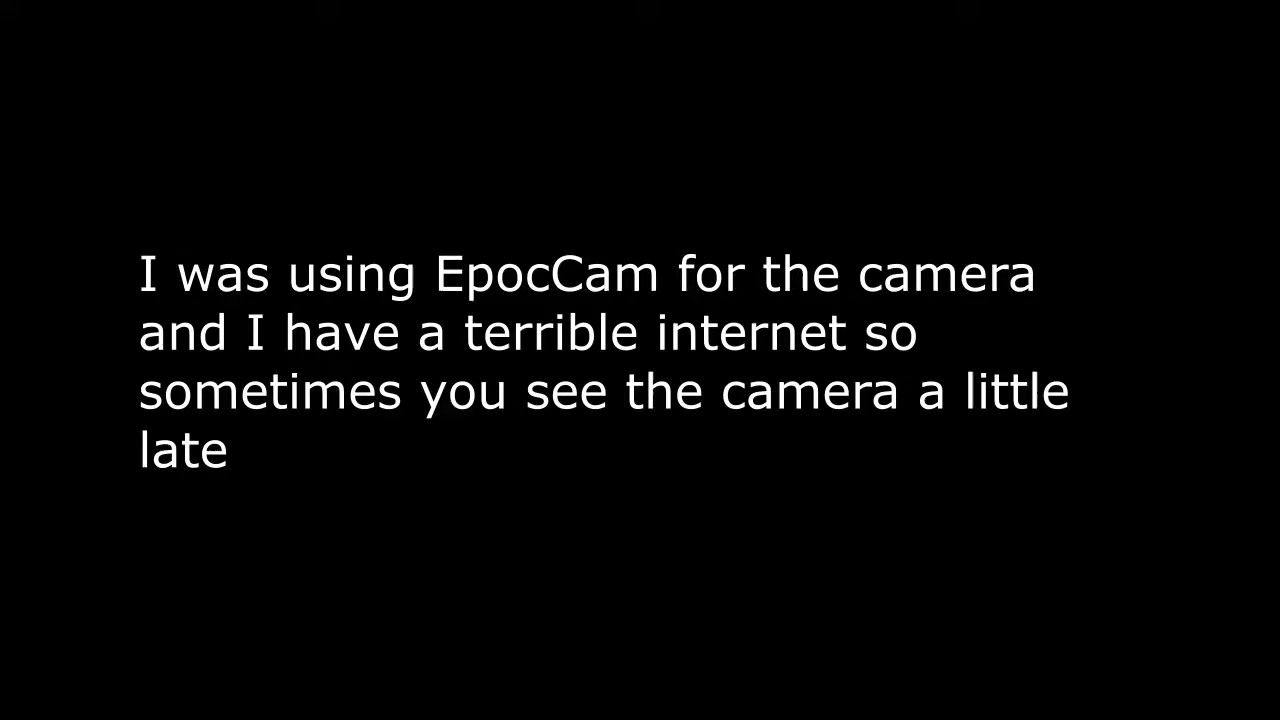 I was using EpocCam for the camera
and I have a terrible internet so
sometimes you see the camera a little
late